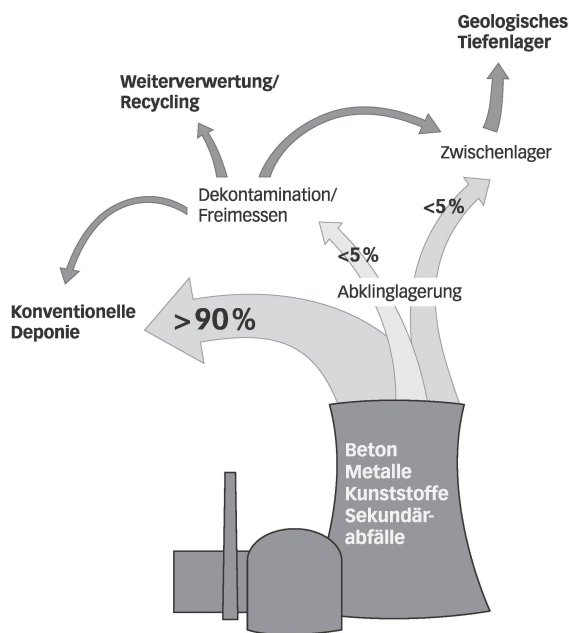 Geologisches
Tiefenlager
Weiterverwertung/
Recycling
Zwischenlager
Dekontamination/
Freimessen
<5%
<5%
Abklinglagerung
Konventionelle
Deponie
>90%
Beton
Metalle
Kunststoffe
Sekundär-
abfälle